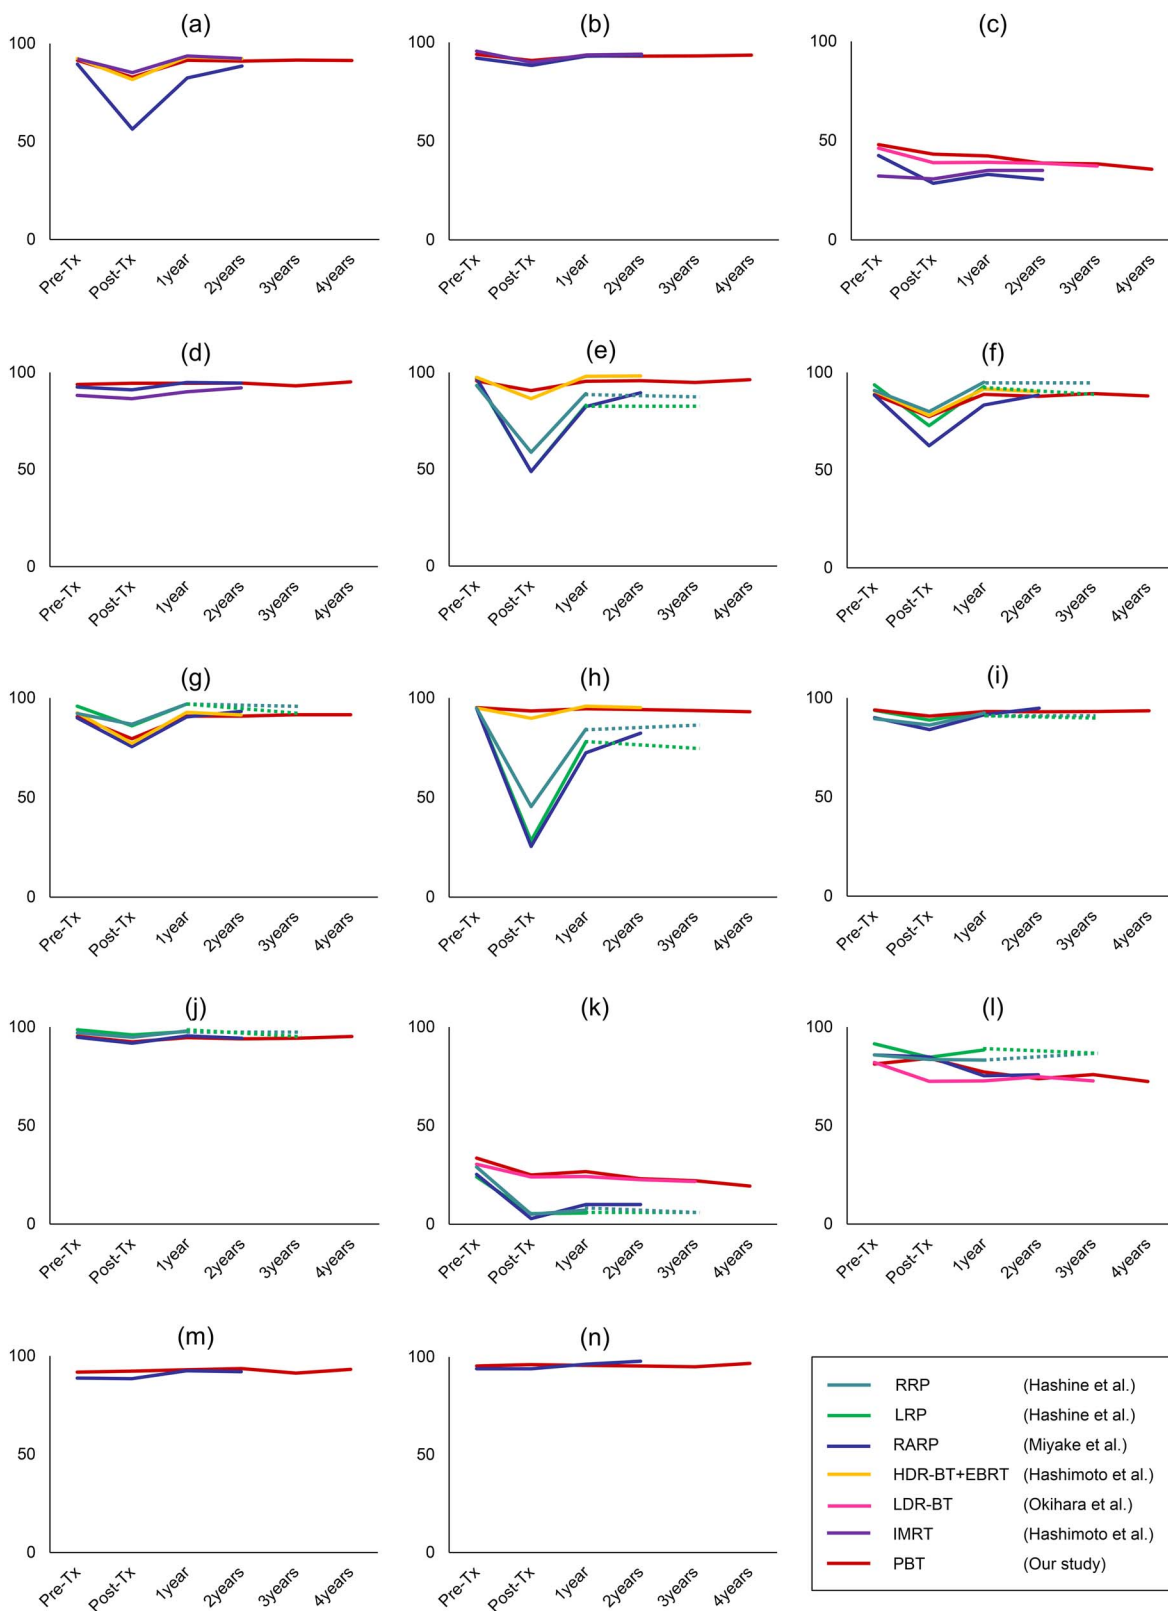 (a) (b) (c)
100 100 100
50 50 50
0 0 0
Pre-Tx Post-Tx 1year 2years 3years 4years Pre-Tx Post-Tx 1year 2years 3years 4years Pre-Tx Post-Tx 1year 2years 3years 4years
(d) (e) (f)
100 100 100
50 50 50
0 0 0
Pre-Tx Post-Tx 1year 2years 3years 4years Pre-Tx Post-Tx 1year 2years 3years 4years Pre-Tx Post-Tx 1year 2years 3years 4years
(g) (h) (i)
100 100 100
50 50 50
0 0 0
Pre-Tx Post-Tx 1year 2years 3years 4years Pre-Tx Post-Tx 1year 2years 3years 4years Pre-Tx Post-Tx 1year 2years 3years 4years
(j) (k) (l)
100 100 100
50 50 50
0 0 0
Pre-Tx Post-Tx 1year 2years 3years 4years Pre-Tx Post-Tx 1year 2years 3years 4years Pre-Tx Post-Tx 1year 2years 3years 4years
(m) (n)
100 100
50 50
0 0
Pre-Tx Post-Tx 1year 2years 3years 4years Pre-Tx Post-Tx 1year 2years 3years 4years
RRP (Hashine et al.)
LRP (Hashine et al.)
RARP (Miyake et al.)
HDR-BT+EBRT (Hashimoto et al.)
LDR-BT (Okihara et al.)
IMRT (Hashimoto et al.)
PBT (Our study)